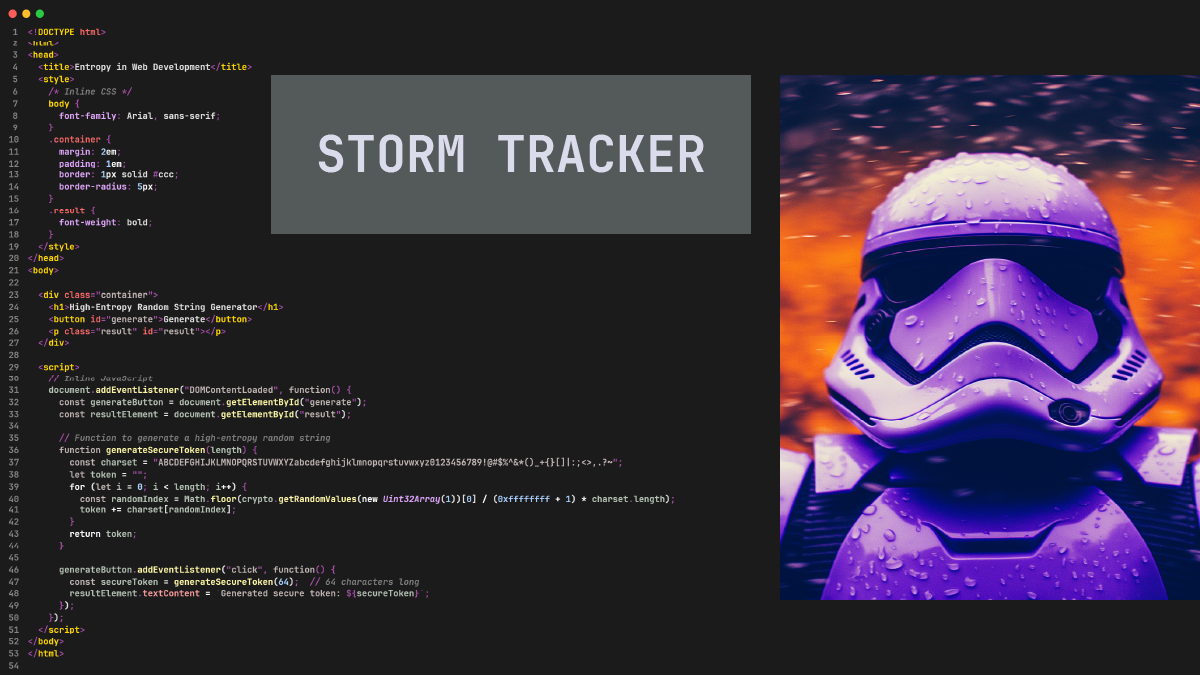 1 <!DOCTYPE html>
2 <html>
3 <head>
4 <title>Entropy in Web Development</title>
5 <style>
6 /* Inline CSS */
7 body {
8 font-family: Arial, sans-serif;
9 }
10 .container {
11 margin: 2em;
12 padding: 1em;
13 border: 1px solid #ccc;
14 border-radius: 5px;
15 }
16 .result {
17 font-weight: bold;
18 }
19 </style>
20 </head>
21 <body>
22
23 <div class="container">
24 <h1>High-Entropy Random String Generator</h1>
25 <button id="generate">Generate</button>
26 <p class="result" id="result"></p>
27 </div>
28
29 <script>
30 // Inline JavaScript
31 document.addEventListener("DOMContentLoaded", function() {
32 const generateButton = document.getElementById("generate");
33 const resultElement = document.getElementById("result");
34
35 // Function to generate a high-entropy random string
36 function generateSecureToken(length) {
37 const charset = "ABCDEFGHIJKLMNOPQRSTUVWXYZabcdefghijklmnopqrstuvwxyz0123456789!@#$%^&*()_+{}[]|:;<>,.?~";
38 let token = "";
39 for (let i = 0; i < length; i++) {
40 const randomIndex = Math.floor(crypto.getRandomValues(new Uint32Array(1))[0] / (0xffffffff + 1) * charset.length);
41 token += charset[randomIndex];
42 }
43 return token;
44 }
45
46 generateButton.addEventListener("click", function() {
47 const secureToken = generateSecureToken(64); // 64 characters long
48 resultElement.textContent = `Generated secure token: ${secureToken}`;
49 });
50 });
51 </script>
52 </body>
53 </html>
54
STORM TRACKER